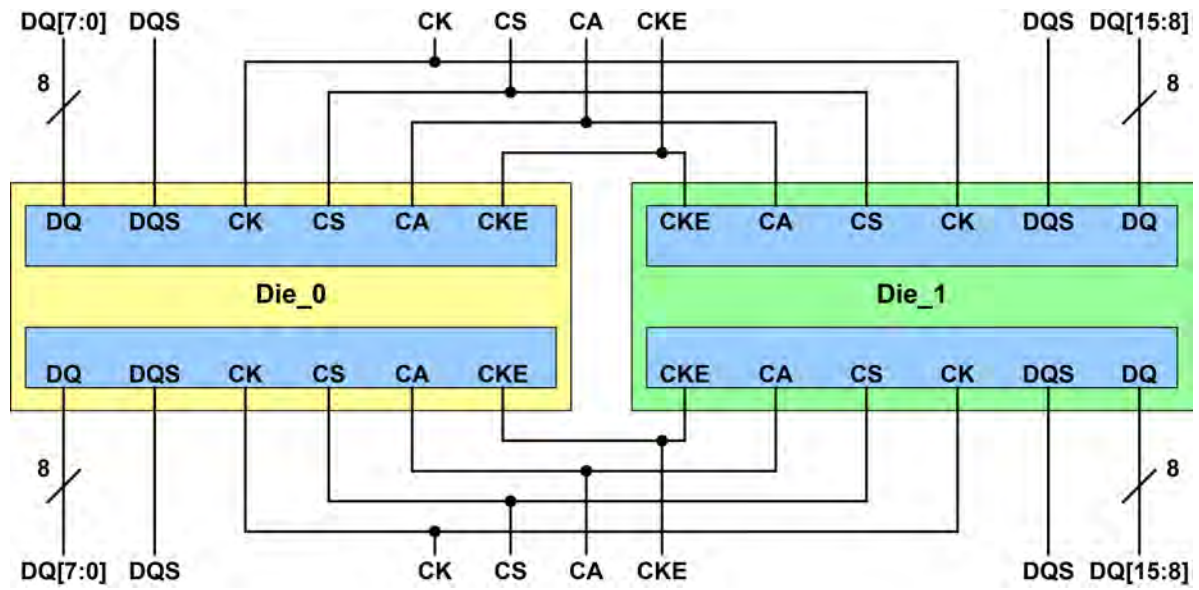 DQ[7:0] DQS CK CS CA CKE DQS DQ[15:8]
8 8
DQ DQS CK CS CA CKE CKE CA CS CK DQS DQ
Die_0 Die_1
DQ DQS CK CS CA CKE CKE CA CS CK DQS DQ
8 8
DQ[7:0] DQS CK CS CA CKE DQS DQ[15:8]